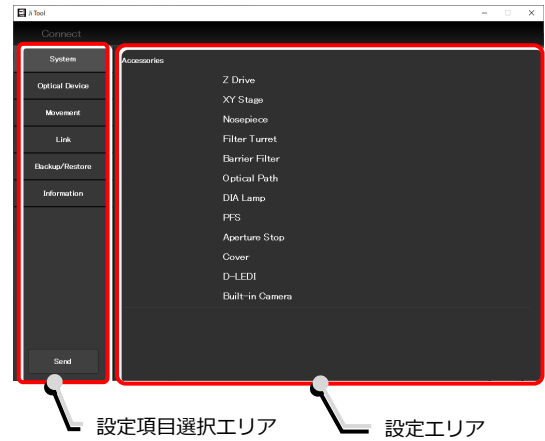 Ji Tool
Connect
System
Optical Device
Movement
Link
Backup/Restore
Information
Send
Accessories
Z Drive
XY Stage
Nosepiece
Filter Turret
Barrier Filter
Optical Path
DIA Lamp
PFS
Aperture Stop
Cover
D-LEDI
Built-in Camera
設定項目選択エリア
設定エリア